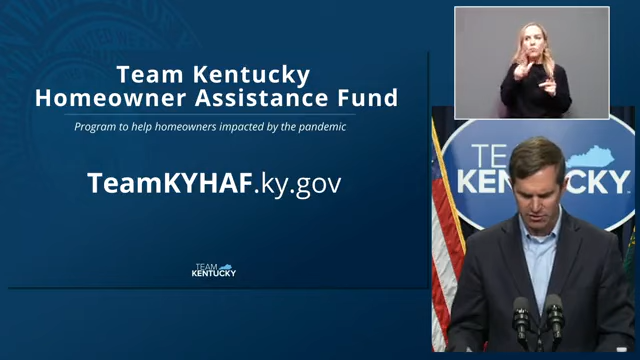 Team Kentucky
Homeowner Assistance Fund
Program to help homeowners impacted by the pandemic
TeamKYHAF.ky.gov
TEAM
KENTUCKY
TE
KENTUCKY